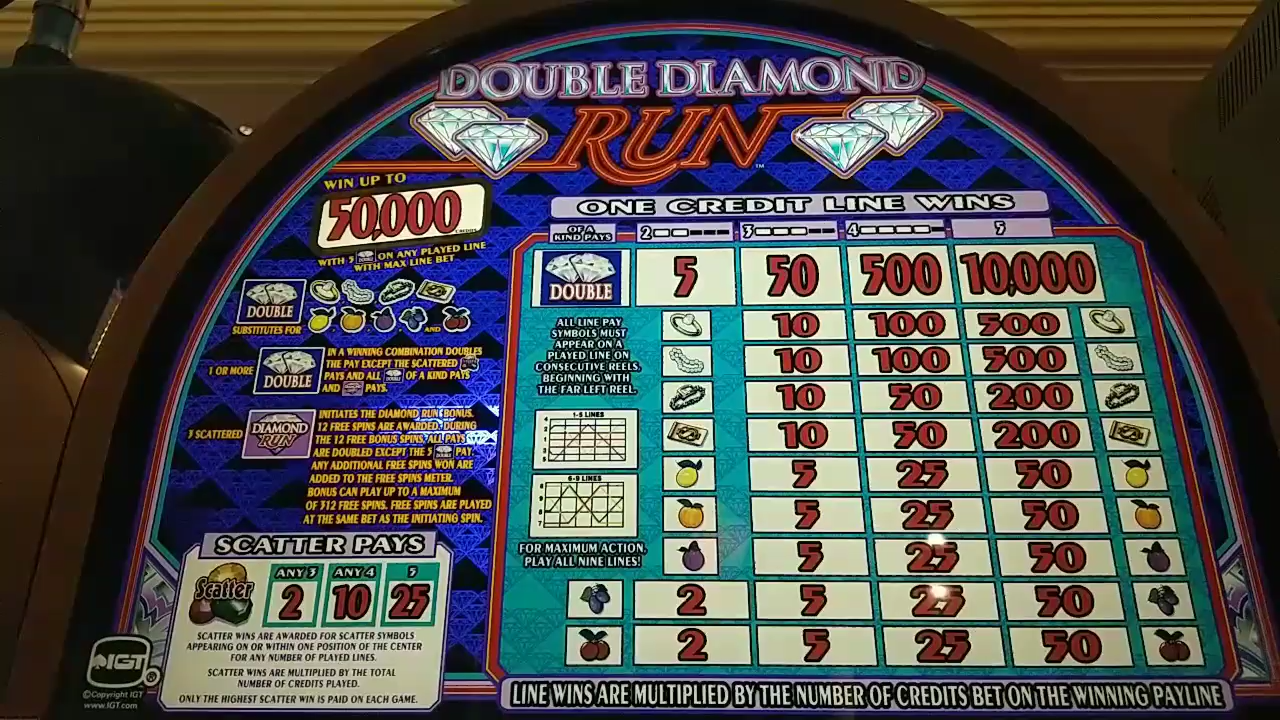 DOUBLE DIAMOND
RUN™
WIN UP TO
50,000
CREDITS
WITH 5 DOUBLE ON ANY PLAYED LINE
WITH MAX LINE BET
DOUBLE
SUBSTITUTES FOR
AND
1 OR MORE
DOUBLE
IN A WINNING COMBINATION DOUBLES
THE PAY EXCEPT THE SCATTERED
PAYS AND ALL DOUBLE OF A KIND PAYS
AND PAYS.
3 SCATTERED
DIAMOND
RUN
INITIATES THE DIAMOND RUN BONUS.
12 FREE SPINS ARE AWARDED. DURING
THE 12 FREE BONUS SPINS, ALL PAYS
ARE DOUBLED EXCEPT THE 5 DOUBLE PAY.
ANY ADDITIONAL FREE SPINS WON ARE
ADDED TO THE FREE SPINS METER.
BONUS CAN PLAY UP TO A MAXIMUM
OF 712 FREE SPINS. FREE SPINS ARE PLAYED
AT THE SAME BET AS THE INITIATING SPIN.
SCATTER PAYS
Scatter
ANY 3 ANY 4 5
2 10 25
SCATTER WINS ARE AWARDED FOR SCATTER SYMBOLS
APPEARING ON OR WITHIN ONE POSITION OF THE CENTER
FOR ANY NUMBER OF PLAYED LINES.
SCATTER WINS ARE MULTIPLIED BY THE TOTAL
NUMBER OF CREDITS PLAYED.
ONLY THE HIGHEST SCATTER WIN IS PAID ON EACH GAME.
IGT®
©Copyright IGT
www.IGT.com
ONE CREDIT LINE WINS
OF A
KIND PAYS
2 3 4 5
DOUBLE 5 50 500 10,000
ALL LINE PAY
SYMBOLS MUST
APPEAR ON A
PLAYED LINE ON
CONSECUTIVE REELS,
BEGINNING WITH
THE FAR LEFT REEL.
1-5 LINES
6-9 LINES
FOR MAXIMUM ACTION,
PLAY ALL NINE LINES!
10 100 500
10 100 500
10 50 200
10 50 200
5 25 50
5 25 50
5 25 50
2 5 25 50
2 5 25 50
LINE WINS ARE MULTIPLIED BY THE NUMBER OF CREDITS BET ON THE WINNING PAYLINE